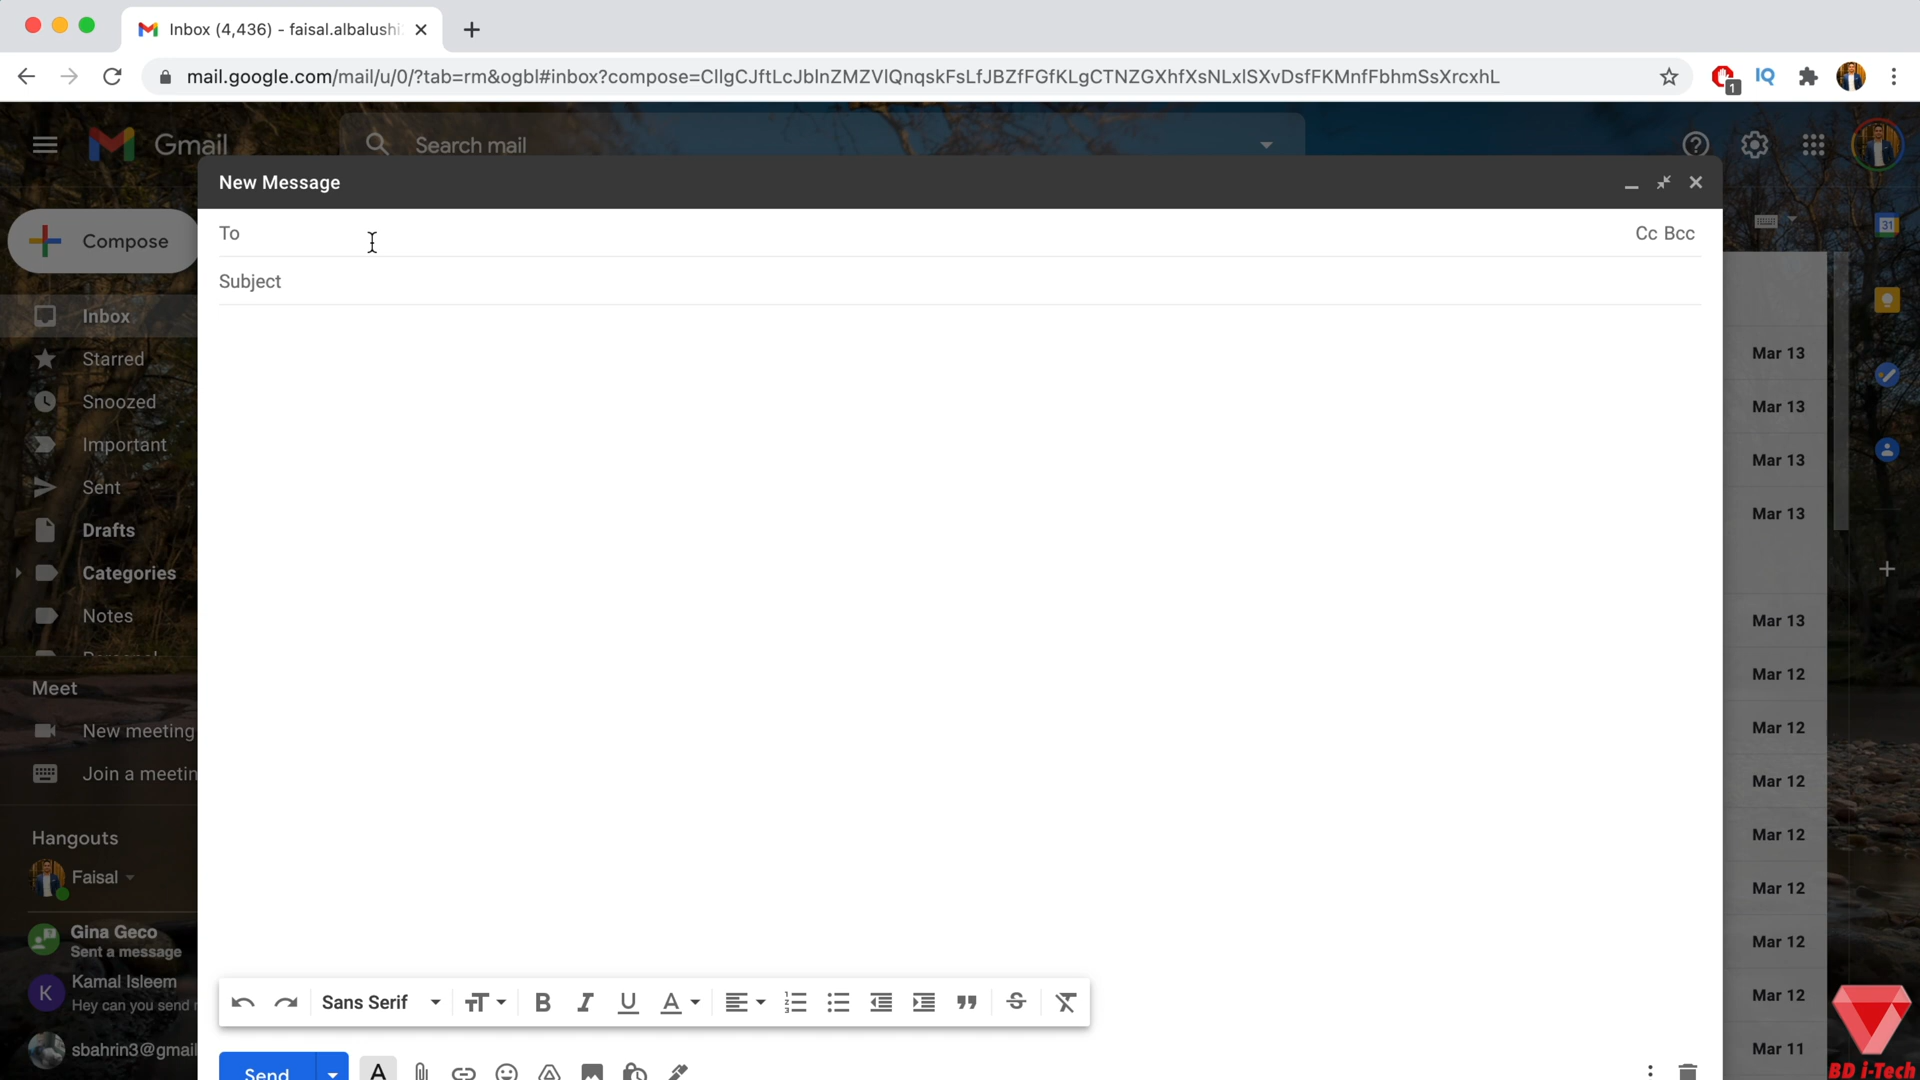 Inbox (4,436) - faisal.albalushi
mail.google.com/mail/u/0/?tab=rm&ogbl#inbox?compose=CllgCJftLcJblnZMZVlQnqskFsLfJBZfFGfKLgCTNZGXhfXsNLxlSXvDsfFKMnfFbhmSsXrcxhL
1
IQ
Gmail
Search mail
New Message
Compose
To
Cc Bcc
31
Subject
Inbox
Starred
Mar 13
Snoozed
Mar 13
Important
Mar 13
Sent
Mar 13
Drafts
Categories
Notes
Mar 13
Mar 12
Meet
New meeting
Mar 12
Join a meetin
Mar 12
Hangouts
Mar 12
Faisal
Mar 12
Gina Geco
Sent a message
Mar 12
K
Kamal Isleem
Hey can you send
Sans Serif
Mar 12
sbahrin3@gmail
Mar 11
Send
BD i-Tech